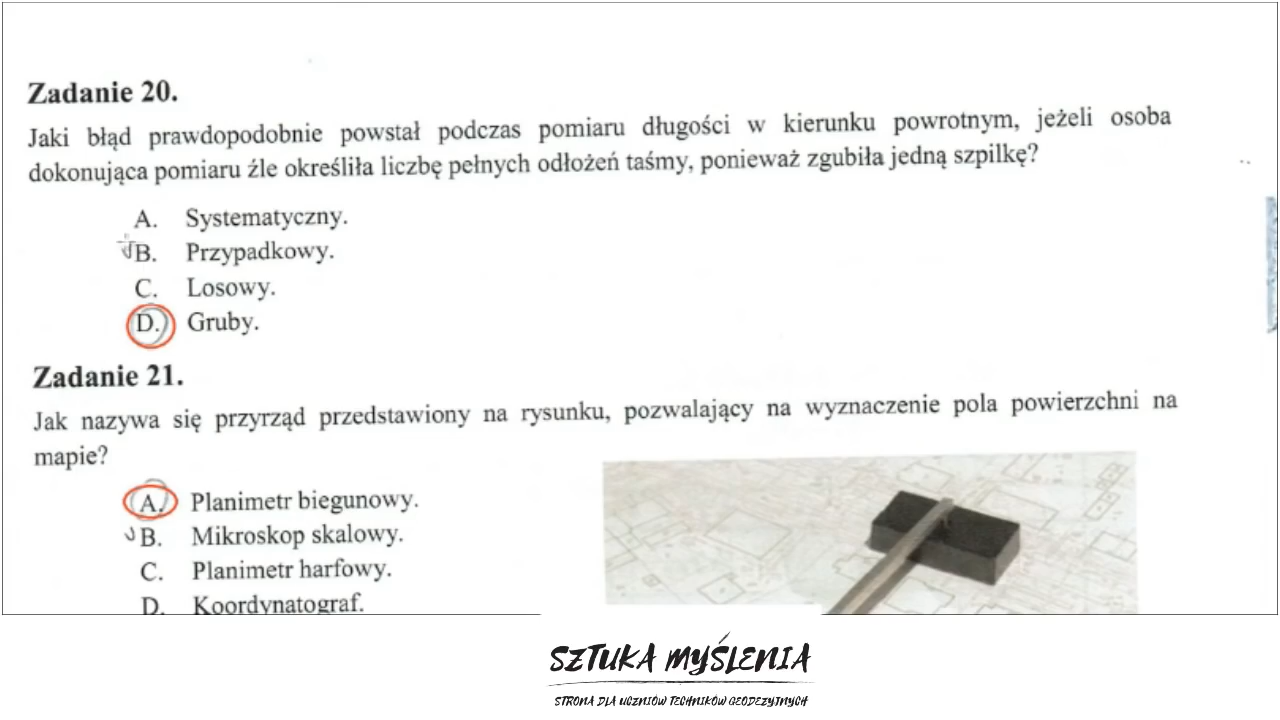 Zadanie 20.
Jaki błąd prawdopodobnie powstał podczas pomiaru długości w kierunku powrotnym, jeżeli osoba
dokonująca pomiaru źle określiła liczbę pełnych odłożeń taśmy, ponieważ zgubiła jedną szpilkę?
A. Systematyczny.
B. Przypadkowy.
C. Losowy.
D. Gruby.
Zadanie 21.
Jak nazywa się przyrząd przedstawiony na rysunku, pozwalający na wyznaczenie pola powierzchni na
mapie?
A. Planimetr biegunowy.
B. Mikroskop skalowy.
C. Planimetr harfowy.
D. Koordynatograf.
SZTUKA MYŚLENIA
STRONA DLA UCZNIÓW TECHNIKÓW GEODEZYJNYCH